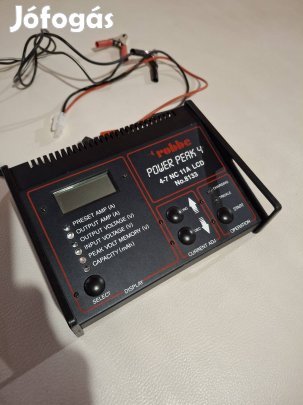 Jófogás
robbe
POWER PEAK 4
4-7 NC 11A LCD
No.8133
PRESET AMP (A)
OUTPUT AMP (A)
OUTPUT VOLTAGE (V)
INPUT VOLTAGE (V)
PEAK VOLT MEMORY (V)
CAPACITY (mAh)
START
SELECT
DISPLAY
CURRENT ADJ
OPERATION